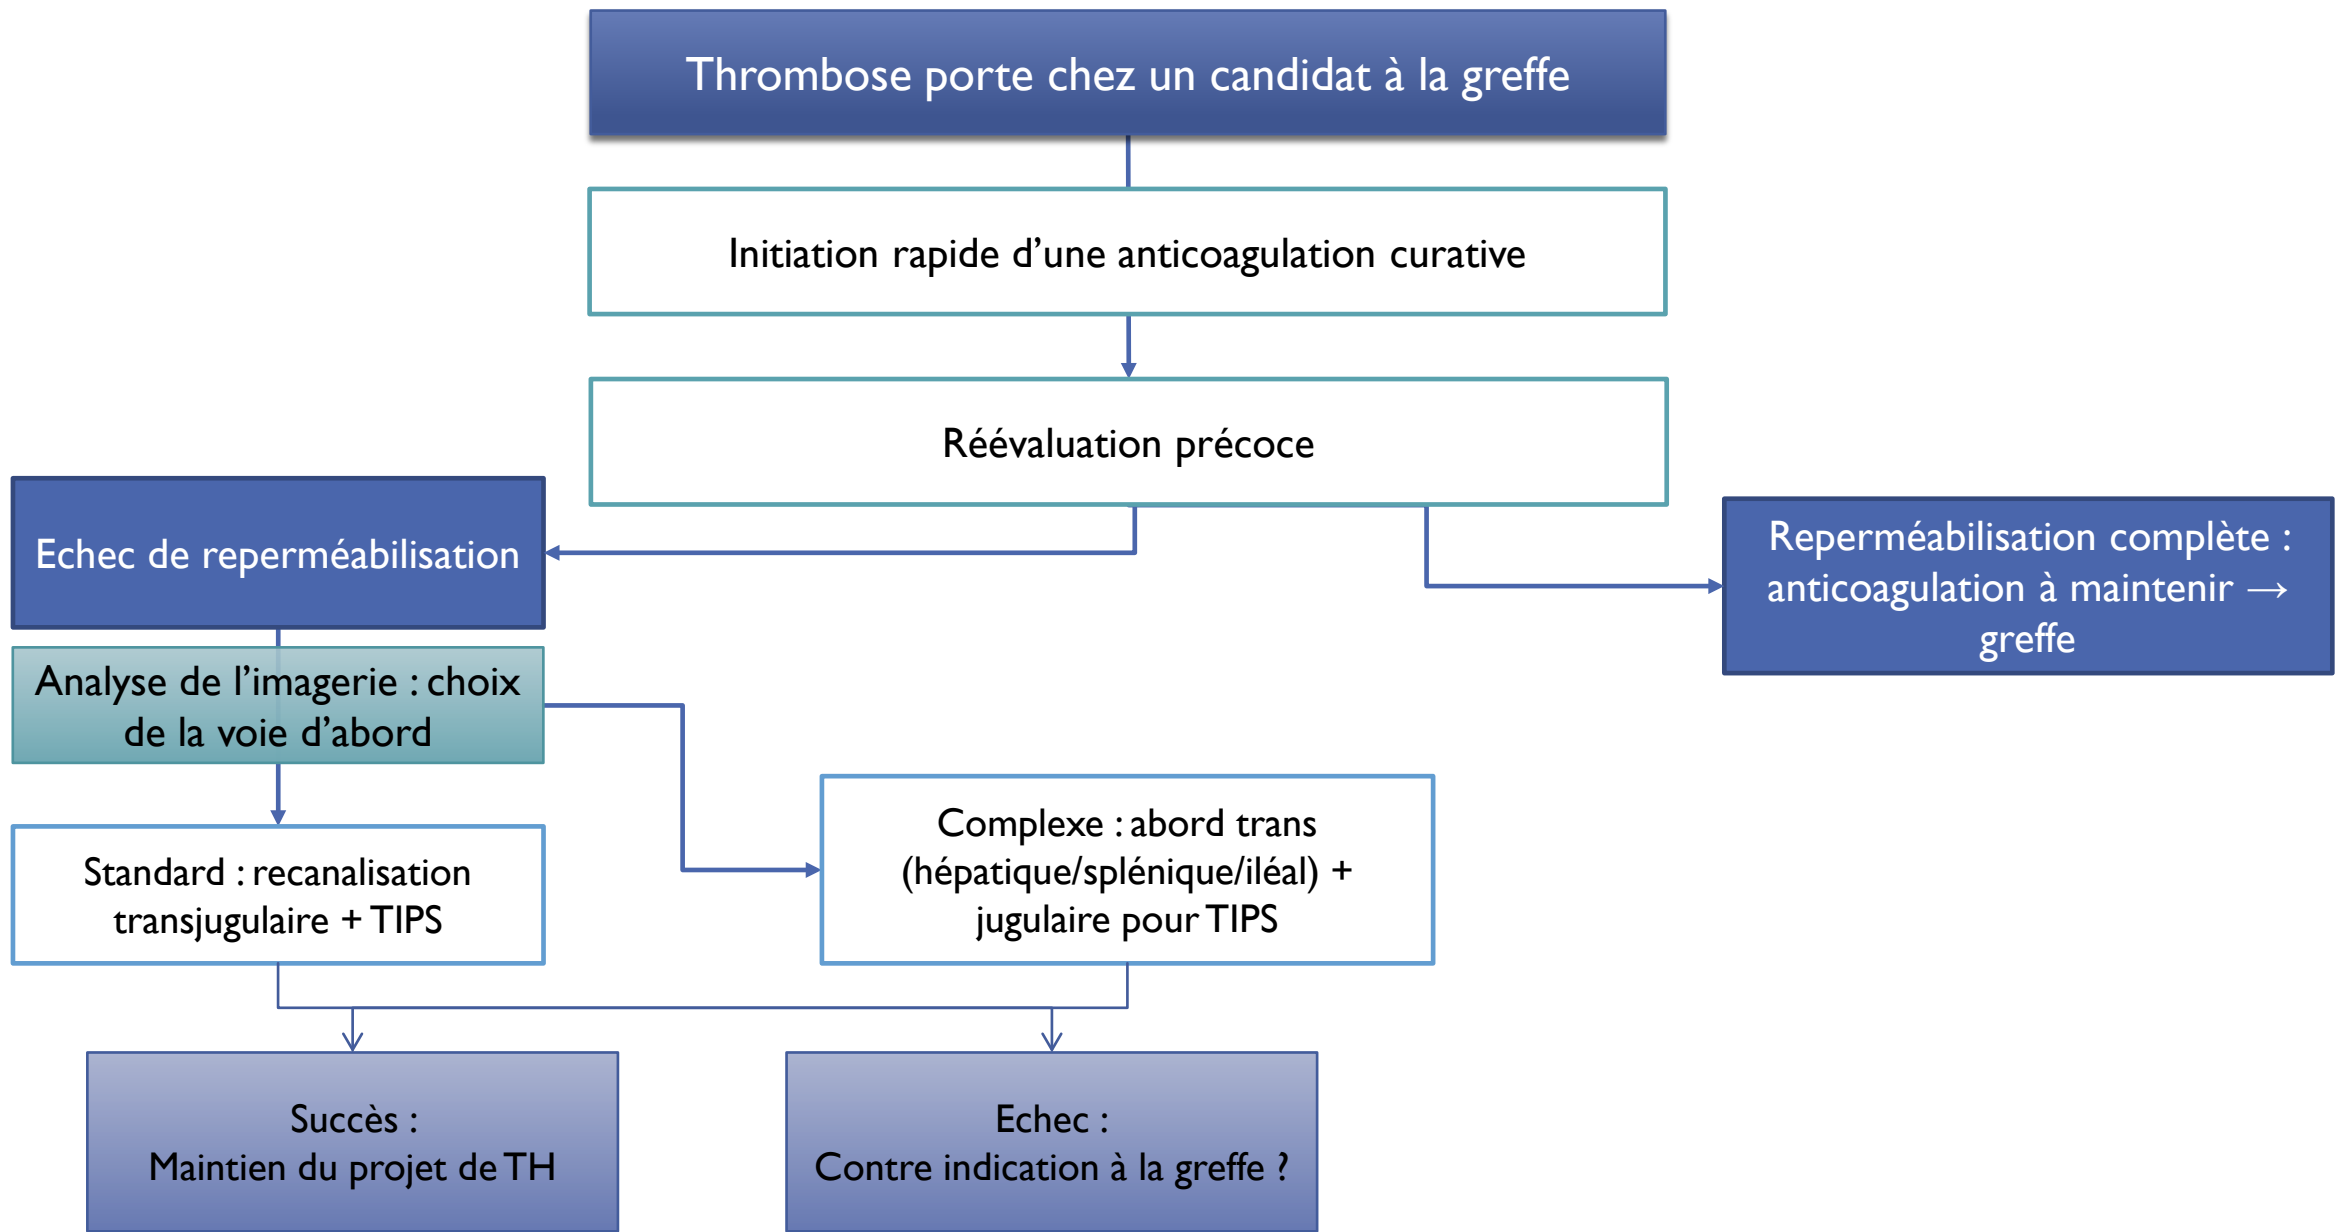 Thrombose porte chez un candidat à la greffe
Initiation rapide d’une anticoagulation curative
Réévaluation précoce
Echec de reperméabilisation
Reperméabilisation complète :
anticoagulation à maintenir →
greffe
Analyse de l’imagerie : choix
de la voie d’abord
Standard : recanalisation
transjugulaire + TIPS
Complexe : abord trans
(hépatique/splénique/iléal) +
jugulaire pour TIPS
Succès :
Maintien du projet de TH
Echec :
Contre indication à la greffe ?